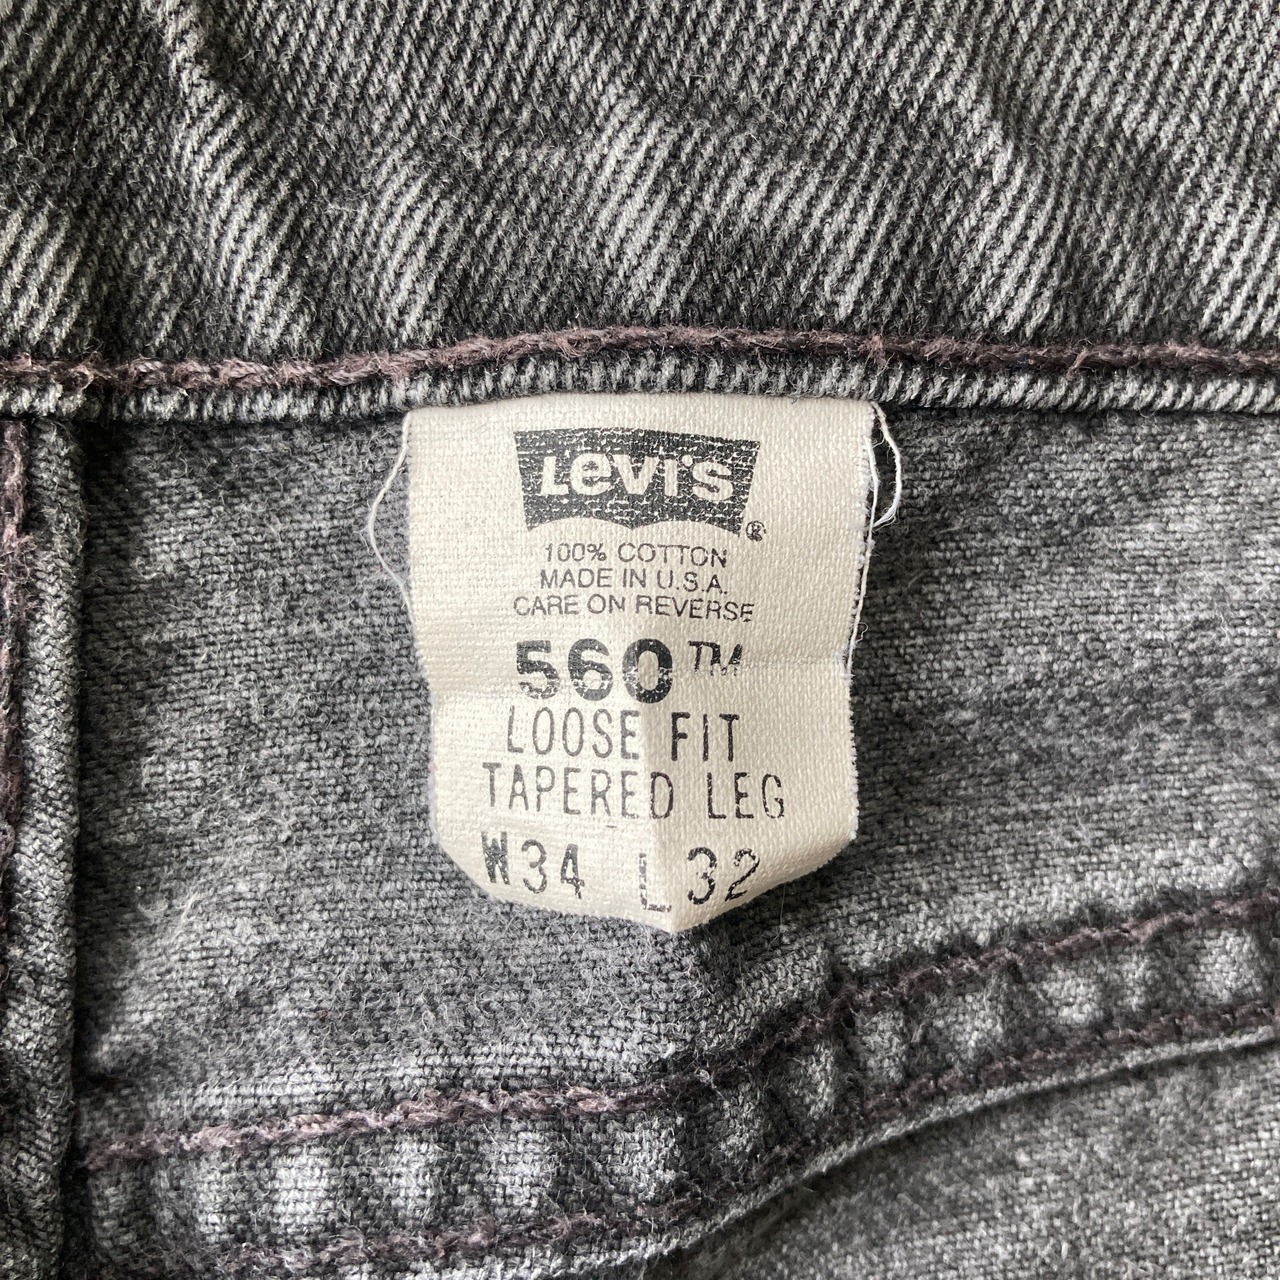 Levi's®
100% COTTON
MADE IN U.S.A.
CARE ON REVERSE
560™
LOOSE FIT
TAPERED LEG
W34 L32